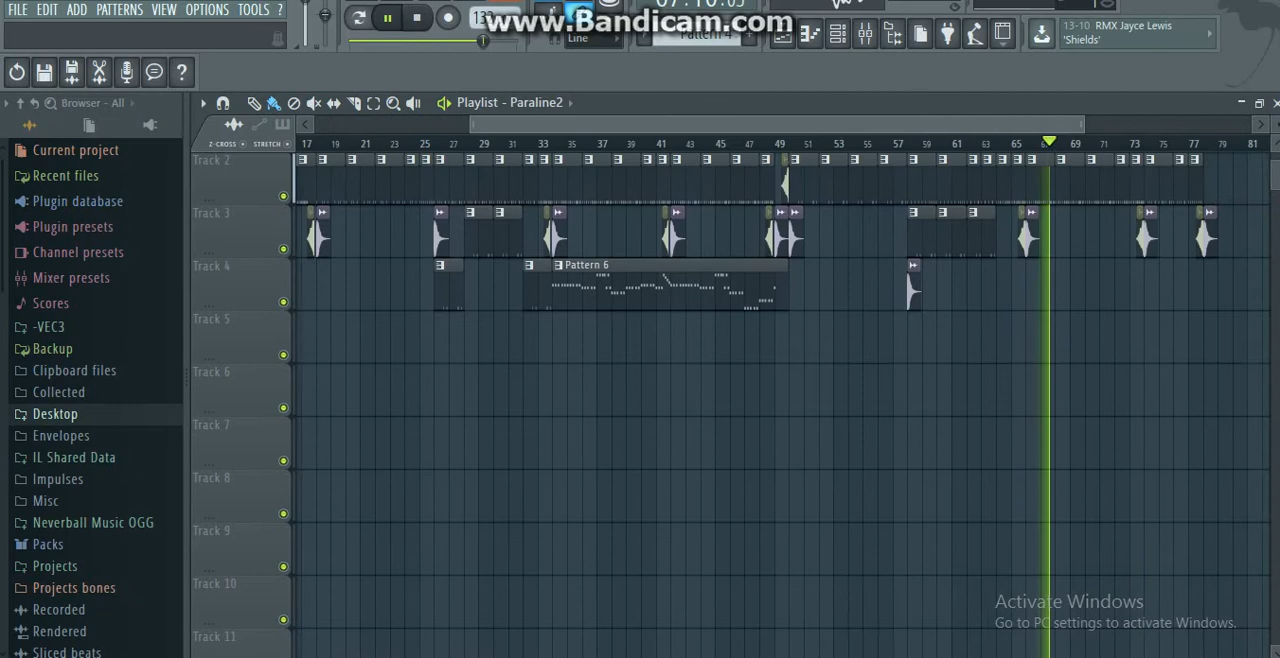 FILE EDIT ADD PATTERNS VIEW OPTIONS TOOLS ?
www.Bandicam.com
Line
Pattern 4
13-10 RMX Jayce Lewis
'Shields'
Browser - All
Playlist - Paraline2
Z-CROSS STRETCH
17 19 21 23 25 27 29 31 33 35 37 39 41 43 45 47 49 51 53 55 57 59 61 63 65 67 69 71 73 75 77 79 81
Current project
Recent files
Plugin database
Plugin presets
Channel presets
Mixer presets
Scores
-VEC3
Backup
Clipboard files
Collected
Desktop
Envelopes
IL Shared Data
Impulses
Misc
Neverball Music OGG
Packs
Projects
Projects bones
Recorded
Rendered
Sliced beats
Track 2
Track 3
Track 4
Pattern 6
Track 5
Track 6
Track 7
Track 8
Track 9
Track 10
Track 11
Activate Windows
Go to PC settings to activate Windows.